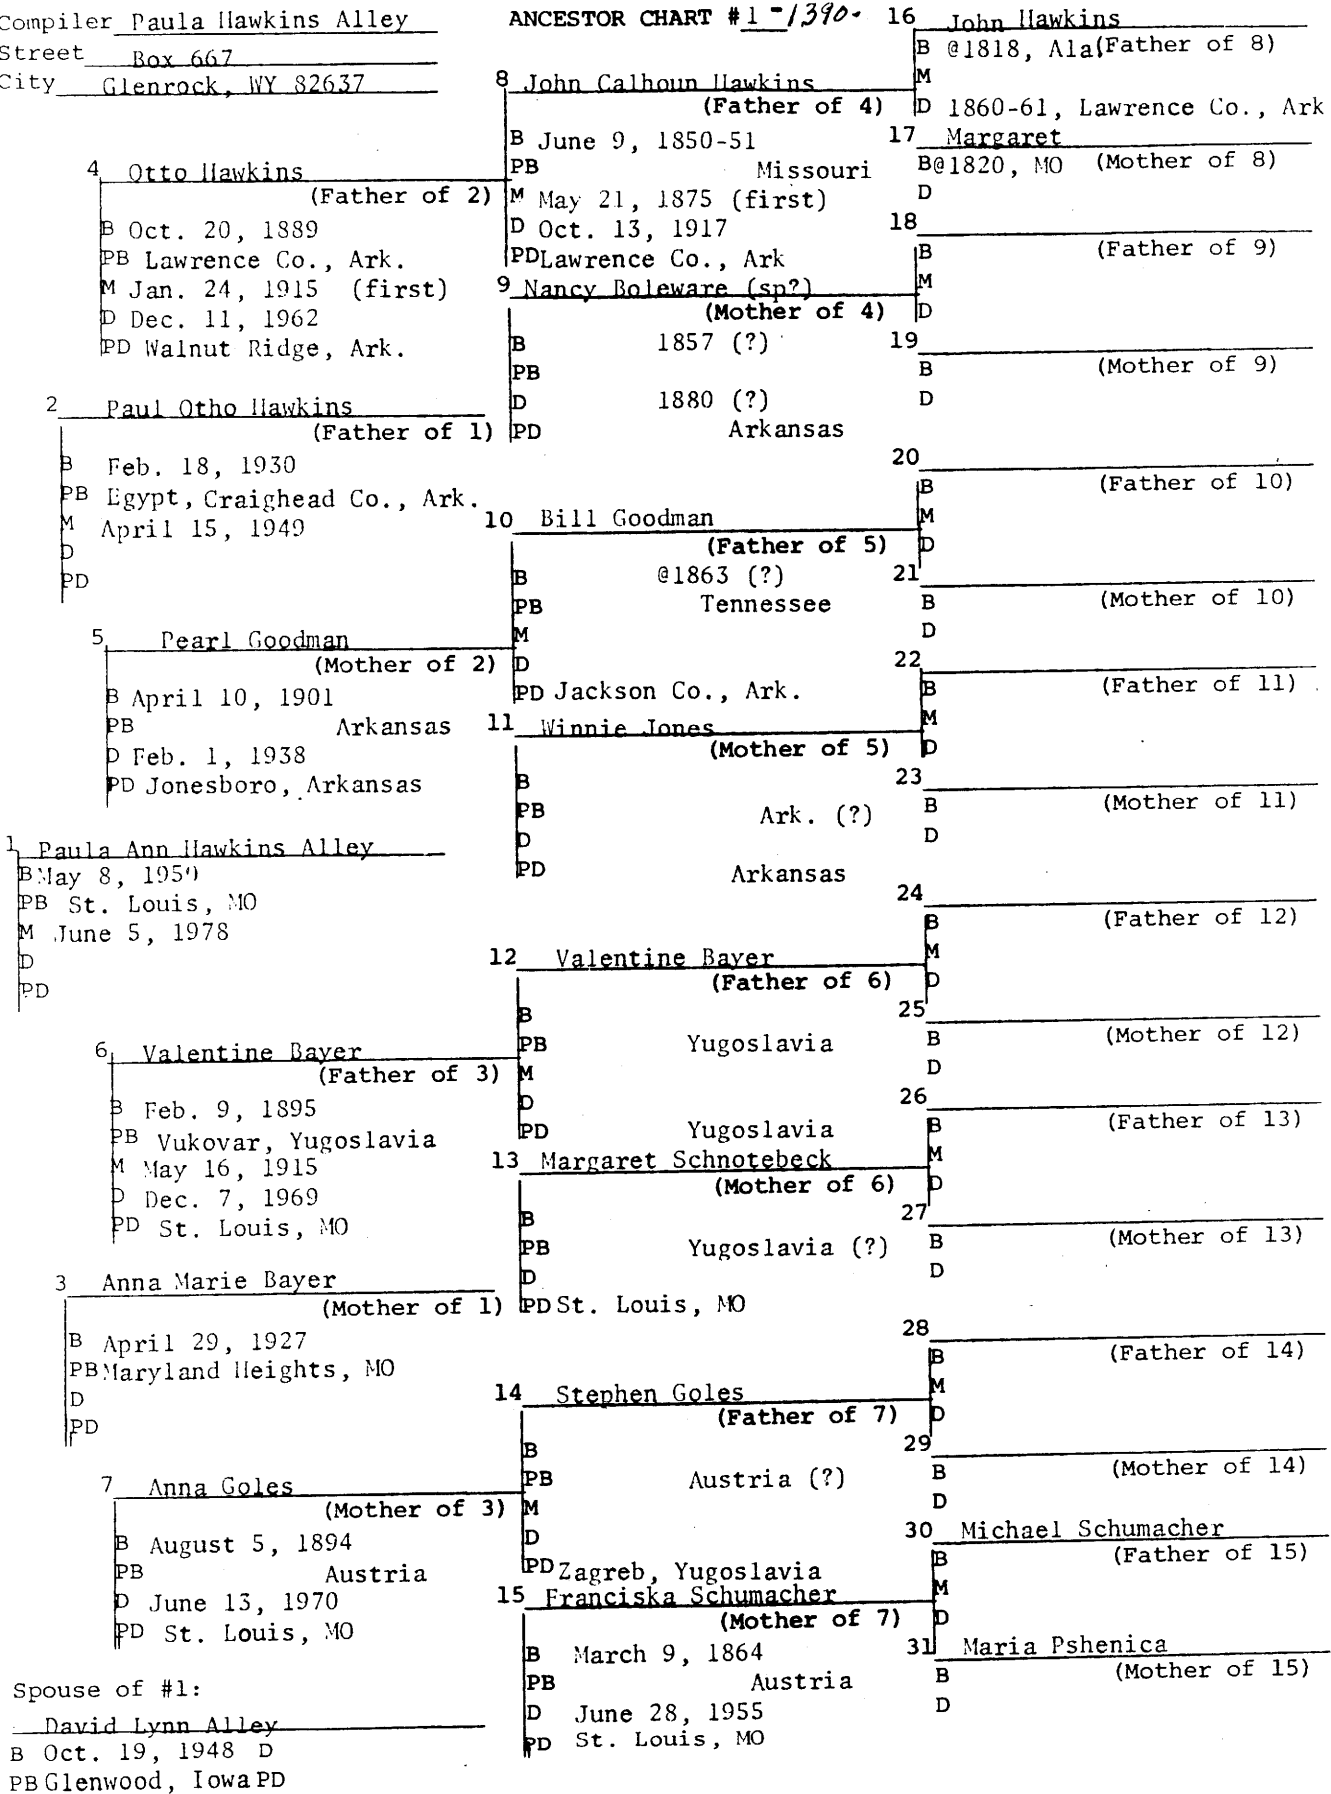 Compiler Paula Hawkins Alley
Street Box 667
City Glenrock, WY 82637
ANCESTOR CHART #1-1390-
1 Paula Ann Hawkins Alley
B May 8, 1950
PB St. Louis, MO
M June 5, 1978
D
PD
2 Paul Otho Hawkins
(Father of 1)
B Feb. 18, 1930
PB Egypt, Craighead Co., Ark.
M April 15, 1949
D
PD
3 Anna Marie Bayer
(Mother of 1)
B April 29, 1927
PB Maryland Heights, MO
D
PD
4 Otto Hawkins
(Father of 2)
B Oct. 20, 1889
PB Lawrence Co., Ark.
M Jan. 24, 1915 (first)
D Dec. 11, 1962
PD Walnut Ridge, Ark.
5 Pearl Goodman
(Mother of 2)
B April 10, 1901
PB Arkansas
D Feb. 1, 1938
PD Jonesboro, Arkansas
6 Valentine Bayer
(Father of 3)
B Feb. 9, 1895
PB Vukovar, Yugoslavia
M May 16, 1915
D Dec. 7, 1969
PD St. Louis, MO
7 Anna Goles
(Mother of 3)
B August 5, 1894
PB Austria
D June 13, 1970
PD St. Louis, MO
Spouse of #1:
David Lynn Alley
B Oct. 19, 1948 D
PB Glenwood, Iowa PD
8 John Calhoun Hawkins
(Father of 4)
B June 9, 1850-51
PB Missouri
M May 21, 1875 (first)
D Oct. 13, 1917
PD Lawrence Co., Ark
9 Nancy Boleware (sp?)
(Mother of 4)
B 1857 (?)
PB
D 1880 (?)
PD Arkansas
10 Bill Goodman
(Father of 5)
B @1863 (?)
PB Tennessee
M
D
PD Jackson Co., Ark.
11 Winnie Jones
(Mother of 5)
B
PB Ark. (?)
D
PD Arkansas
12 Valentine Bayer
(Father of 6)
B
PB Yugoslavia
M
D
PD Yugoslavia
13 Margaret Schnotebeck
(Mother of 6)
B
PB Yugoslavia (?)
D
PD St. Louis, MO
14 Stephen Goles
(Father of 7)
B
PB Austria (?)
M
D
PD Zagreb, Yugoslavia
15 Franciska Schumacher
(Mother of 7)
B March 9, 1864
PB Austria
D June 28, 1955
PD St. Louis, MO
16 John Hawkins
B @1818, Ala (Father of 8)
M
D 1860-61, Lawrence Co., Ark
17 Margaret
B @1820, MO (Mother of 8)
D
18
B (Father of 9)
M
D
19
B (Mother of 9)
D
20
B (Father of 10)
M
D
21
B (Mother of 10)
D
22
B (Father of 11)
M
D
23
B (Mother of 11)
D
24
B (Father of 12)
M
D
25
B (Mother of 12)
D
26
B (Father of 13)
M
D
27
B (Mother of 13)
D
28
B (Father of 14)
M
D
29
B (Mother of 14)
D
30 Michael Schumacher
B (Father of 15)
M
D
31 Maria Pshenica
B (Mother of 15)
D